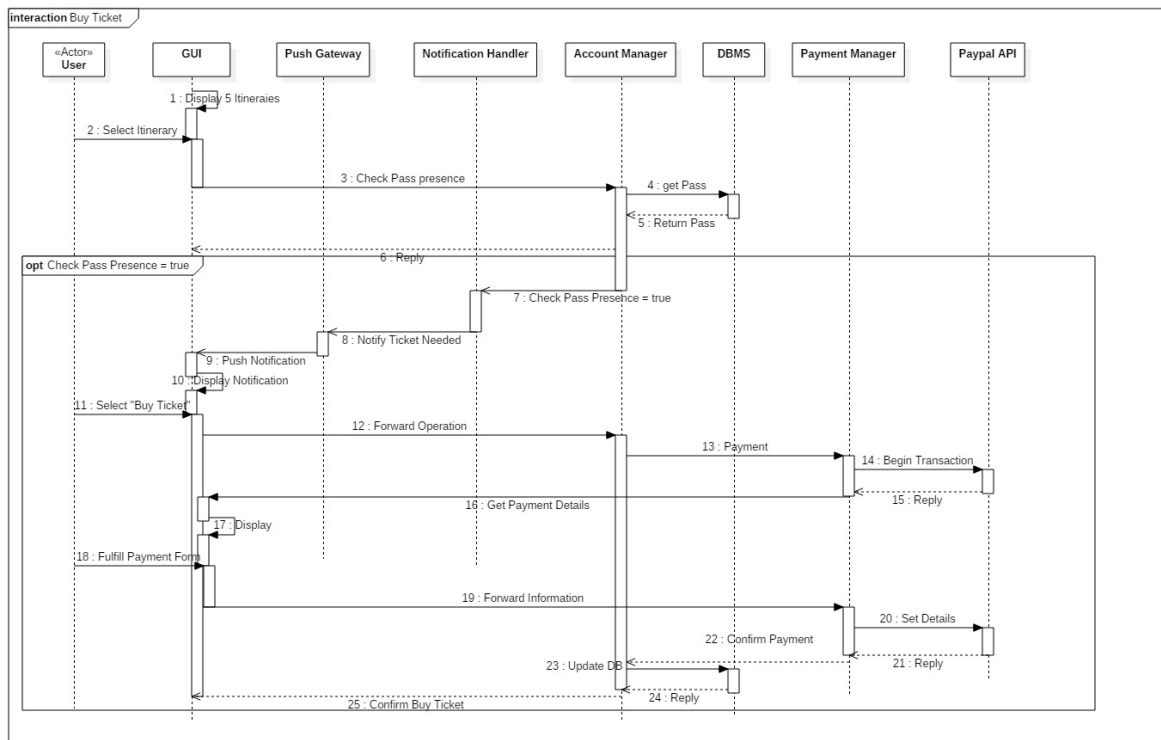 interaction Buy Ticket
«Actor»
User
GUI
Push Gateway
Notification Handler
Account Manager
DBMS
Payment Manager
Paypal API
1 : Display 5 Itineraies
2 : Select Itinerary
3 : Check Pass presence
4 : get Pass
5 : Return Pass
6 : Reply
opt Check Pass Presence = true
7 : Check Pass Presence = true
8 : Notify Ticket Needed
9 : Push Notification
10 : Display Notification
11 : Select "Buy Ticket"
12 : Forward Operation
13 : Payment
14 : Begin Transaction
15 : Reply
16 : Get Payment Details
17 : Display
18 : Fulfill Payment Form
19 : Forward Information
20 : Set Details
21 : Reply
22 : Confirm Payment
23 : Update DB
24 : Reply
25 : Confirm Buy Ticket